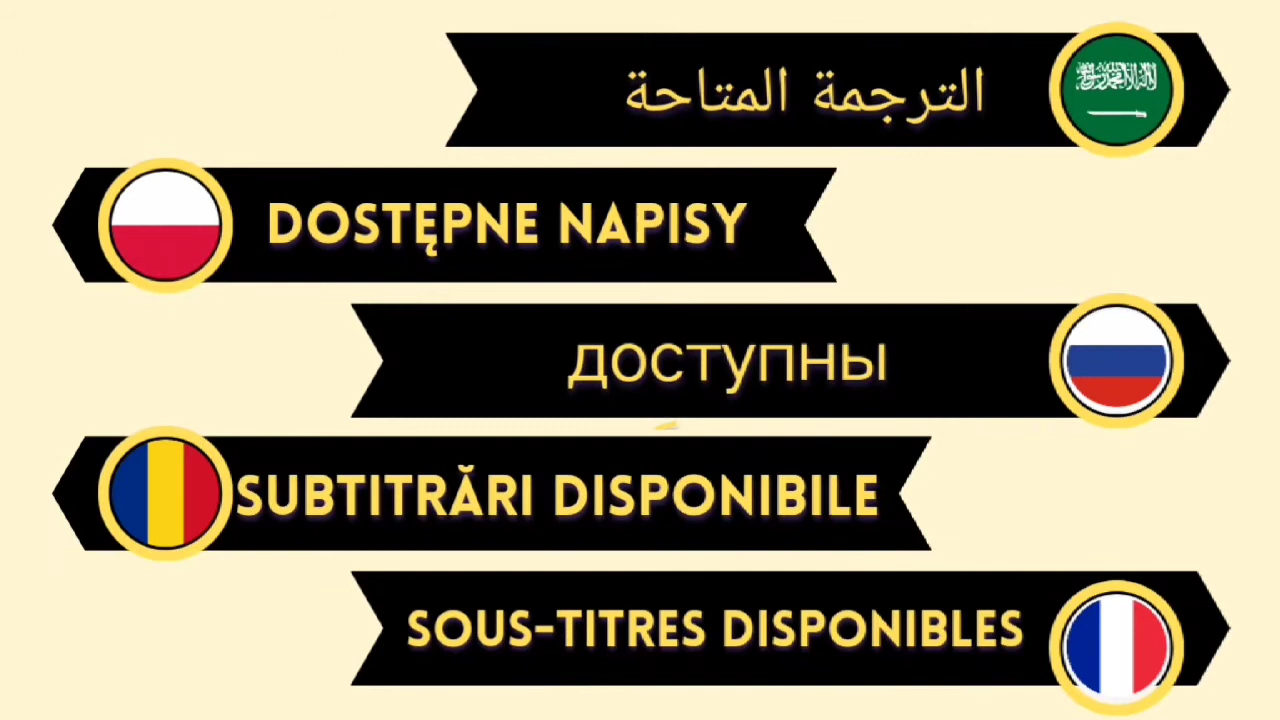 الترجمة المتاحة
DOSTĘPNE NAPISY
доступны
SUBTITRĂRI DISPONIBILE
SOUS-TITRES DISPONIBLES